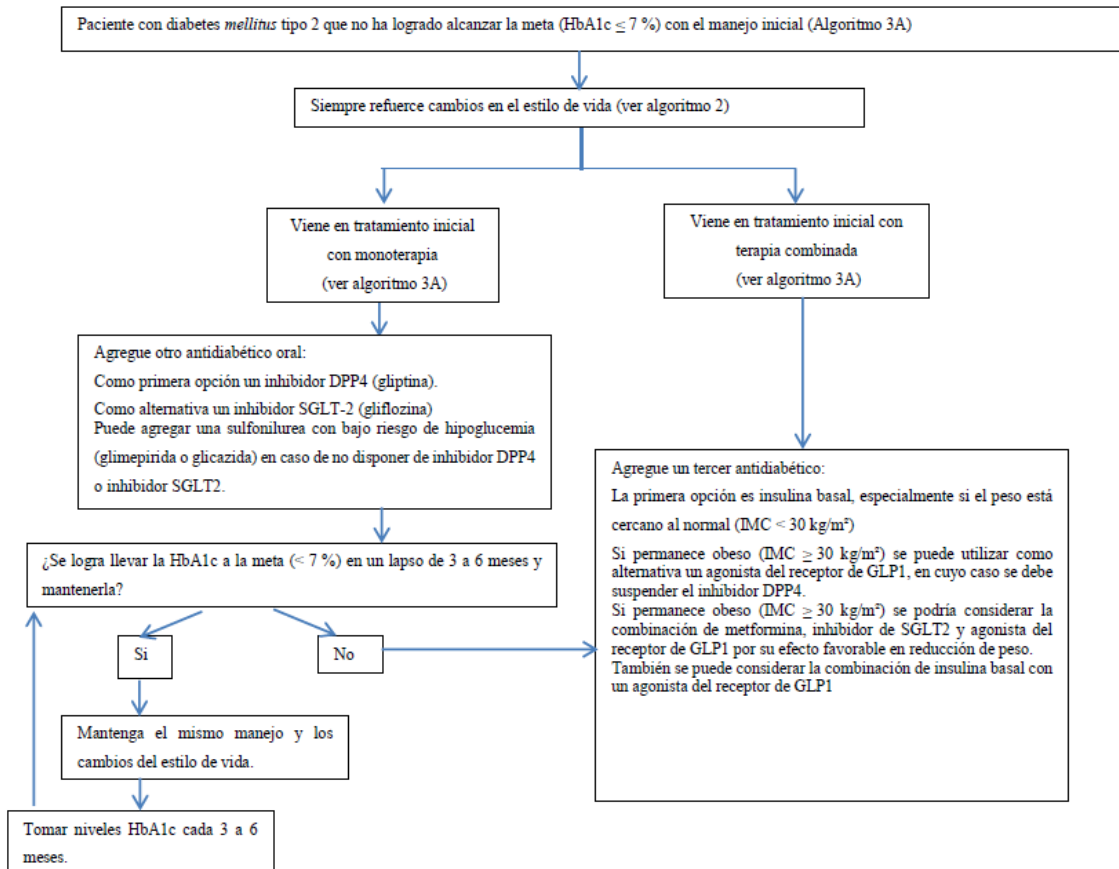 Paciente con diabetes mellitus tipo 2 que no ha logrado alcanzar la meta (HbA1c ≤ 7 %) con el manejo inicial (Algoritmo 3A)
Siempre refuerce cambios en el estilo de vida (ver algoritmo 2)
Viene en tratamiento inicial
con monoterapia
(ver algoritmo 3A)
Viene en tratamiento inicial con
terapia combinada
(ver algoritmo 3A)
Agregue otro antidiabético oral:
Como primera opción un inhibidor DPP4 (gliptina).
Como alternativa un inhibidor SGLT-2 (gliflozina)
Puede agregar una sulfonilurea con bajo riesgo de hipoglucemia
(glimepirida o glicazida) en caso de no disponer de inhibidor DPP4
o inhibidor SGLT2.
¿Se logra llevar la HbA1c a la meta (< 7 %) en un lapso de 3 a 6 meses y
mantenerla?
Si
No
Mantenga el mismo manejo y los
cambios del estilo de vida.
Tomar niveles HbA1c cada 3 a 6
meses.
Agregue un tercer antidiabético:
La primera opción es insulina basal, especialmente si el peso está
cercano al normal (IMC < 30 kg/m²)
Si permanece obeso (IMC ≥ 30 kg/m²) se puede utilizar como
alternativa un agonista del receptor de GLP1, en cuyo caso se debe
suspender el inhibidor DPP4.
Si permanece obeso (IMC ≥ 30 kg/m²) se podría considerar la
combinación de metformina, inhibidor de SGLT2 y agonista del
receptor de GLP1 por su efecto favorable en reducción de peso.
También se puede considerar la combinación de insulina basal con
un agonista del receptor de GLP1